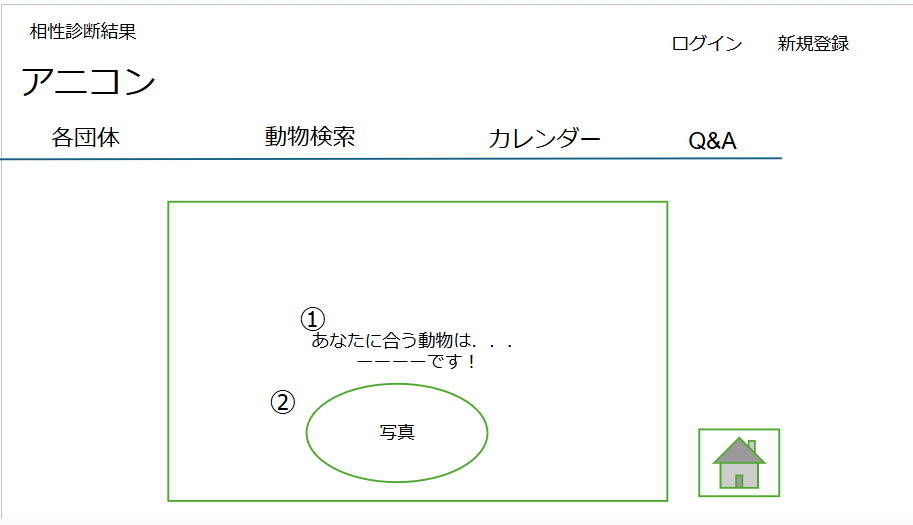 相性診断結果
ログイン 新規登録
アニコン
各団体 動物検索 カレンダー Q&A
①
あなたに合う動物は．．．
ーーーーです！
②
写真